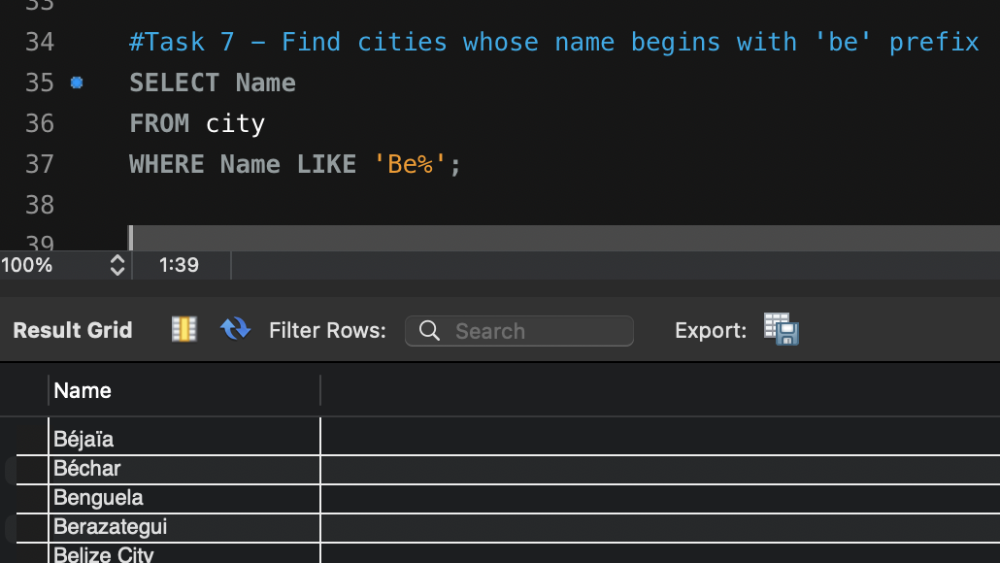 33
34 #Task 7 - Find cities whose name begins with 'be' prefix
35 SELECT Name
36 FROM city
37 WHERE Name LIKE 'Be%';
38
39
100% 1:39
Result Grid Filter Rows: Search Export:
Name
Béjaïa
Béchar
Benguela
Berazategui
Belize City